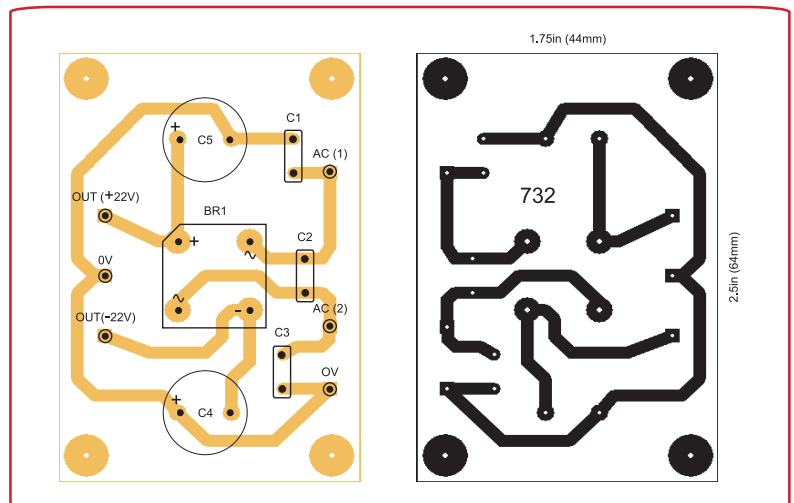 1.75in (44mm)
C1
+
C5
AC (1)
732
OUT (+22V)
BR1
+
~
C2
0V
2.5in (64mm)
~
-
OUT(-22V)
AC (2)
C3
OV
+
C4